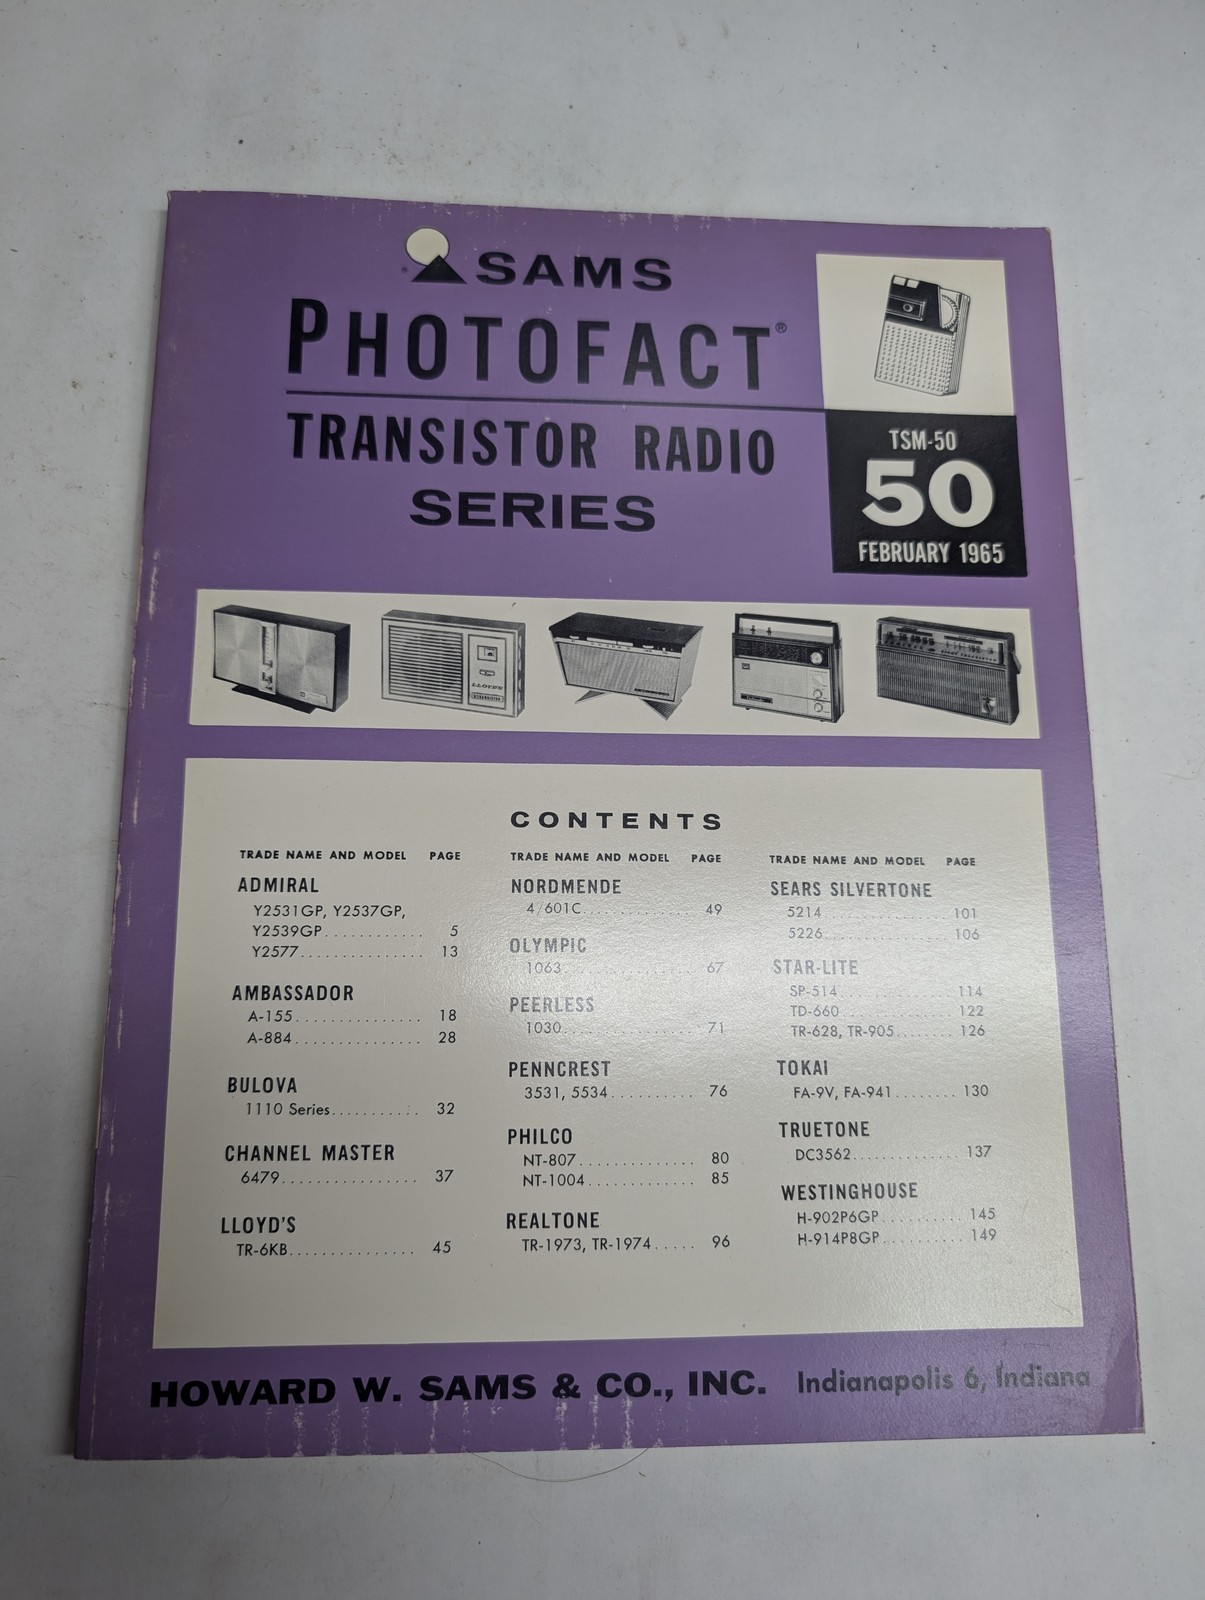 SAMS
PHOTOFACT®
TRANSISTOR RADIO
SERIES
TSM-50
50
FEBRUARY 1965
LLOYD'S
CONTENTS
TRADE NAME AND MODEL PAGE
ADMIRAL
Y2531GP, Y2537GP,
Y2539GP............ 5
Y2577............... 13
AMBASSADOR
A-155............... 18
A-884............... 28
BULOVA
1110 Series........... 32
CHANNEL MASTER
6479................ 37
LLOYD'S
TR-6KB............... 45
TRADE NAME AND MODEL PAGE
NORDMENDE
4/601C.............. 49
OLYMPIC
1063................ 67
PEERLESS
1030................ 71
PENNCREST
3531, 5534.......... 76
PHILCO
NT-807.............. 80
NT-1004............. 85
REALTONE
TR-1973, TR-1974..... 96
TRADE NAME AND MODEL PAGE
SEARS SILVERTONE
5214............... 101
5226............... 106
STAR-LITE
SP-514.............. 114
TD-660.............. 122
TR-628, TR-905....... 126
TOKAI
FA-9V, FA-941........ 130
TRUETONE
DC3562.............. 137
WESTINGHOUSE
H-902P6GP.......... 145
H-914P8GP.......... 149
HOWARD W. SAMS & CO., INC. Indianapolis 6, Indiana